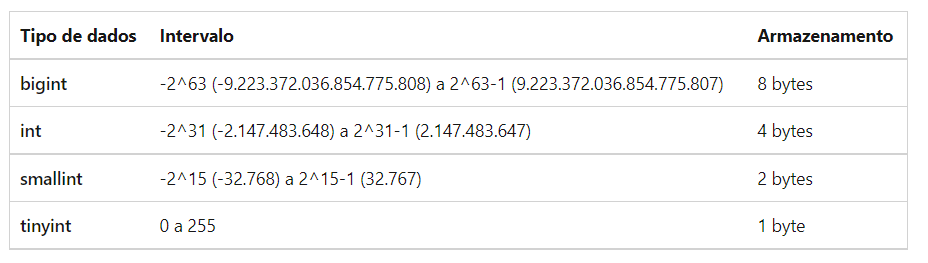 Tipo de dados Intervalo Armazenamento
bigint -2^63 (-9.223.372.036.854.775.808) a 2^63-1 (9.223.372.036.854.775.807) 8 bytes
int -2^31 (-2.147.483.648) a 2^31-1 (2.147.483.647) 4 bytes
smallint -2^15 (-32.768) a 2^15-1 (32.767) 2 bytes
tinyint 0 a 255 1 byte